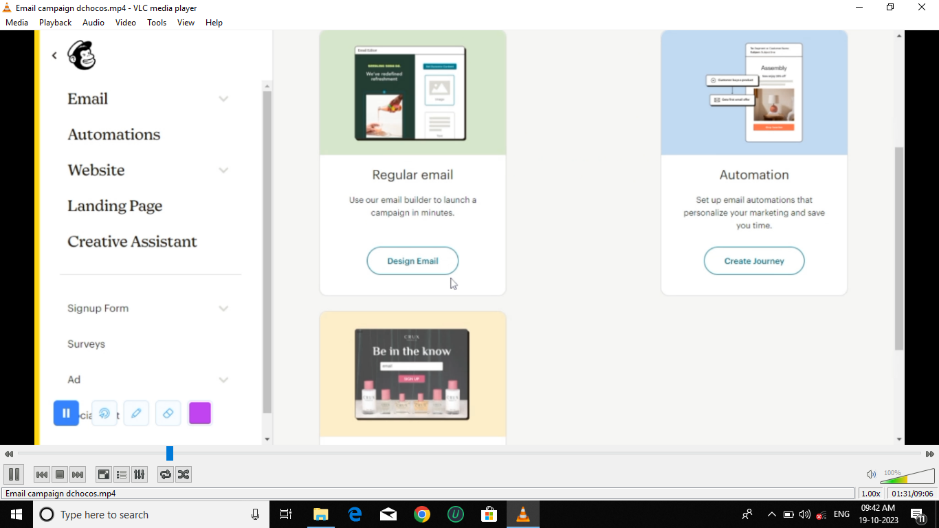 Email campaign dchocos.mp4 - VLC media player
Media Playback Audio Video Tools View Help
Email
Automations
Website
Landing Page
Creative Assistant
Signup Form
Surveys
Ad
We've redefined
refreshment
Regular email
Use our email builder to launch a
campaign in minutes.
Design Email
Assembly
Automation
Set up email automations that
personalize your marketing and save
you time.
Create Journey
Be in the know
SIGN UP
100%
Email campaign dchocos.mp4
1.00x
01:31/09:06
Type here to search
ENG
09:42 AM
19-10-2023